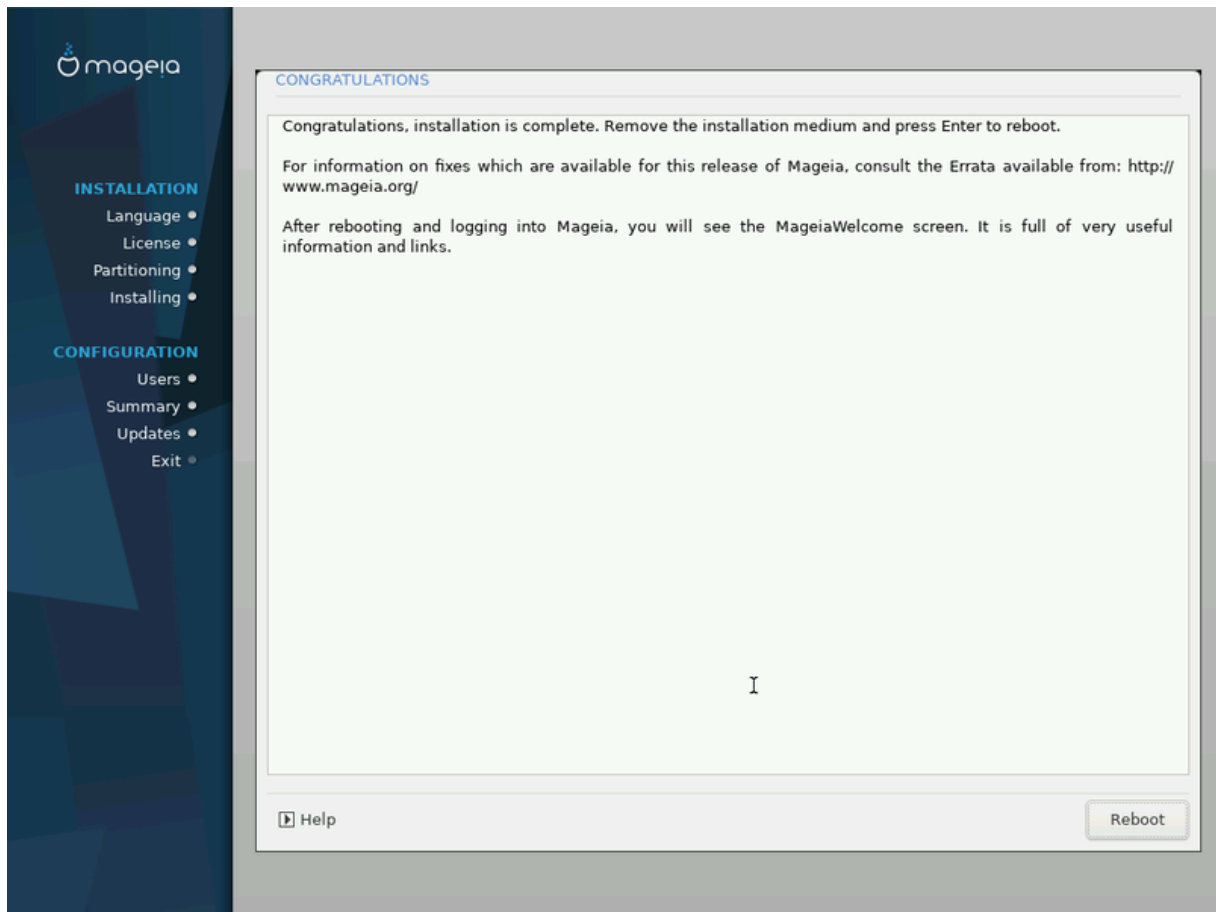 mageia
INSTALLATION
Language
License
Partitioning
Installing
CONFIGURATION
Users
Summary
Updates
Exit
CONGRATULATIONS
Congratulations, installation is complete. Remove the installation medium and press Enter to reboot.
For information on fixes which are available for this release of Mageia, consult the Errata available from: http://
www.mageia.org/
After rebooting and logging into Mageia, you will see the MageiaWelcome screen. It is full of very useful
information and links.
Help
Reboot